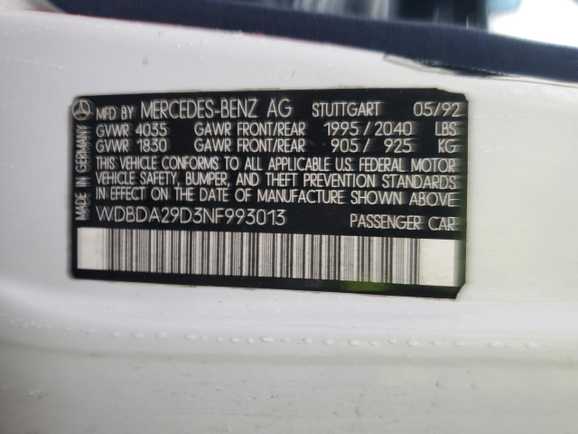 MFD BY MERCEDES-BENZ AG STUTTGART 05/92
GVWR 4035 GAWR FRONT/REAR 1995/2040 LBS
GVWR 1830 GAWR FRONT/REAR 905/ 925 KG
THIS VEHICLE CONFORMS TO ALL APPLICABLE U.S. FEDERAL MOTOR
VEHICLE SAFETY, BUMPER, AND THEFT PREVENTION STANDARDS
IN EFFECT ON THE DATE OF MANUFACTURE SHOWN ABOVE
WDBDA29D3NF993013 PASSENGER CAR
MADE IN GERMANY